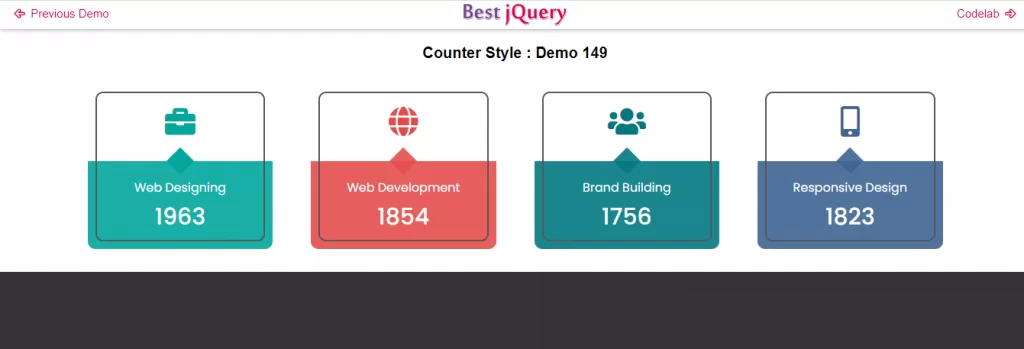 Previous Demo
Best jQuery
Codelab
Counter Style : Demo 149
Web Designing
1963
Web Development
1854
Brand Building
1756
Responsive Design
1823